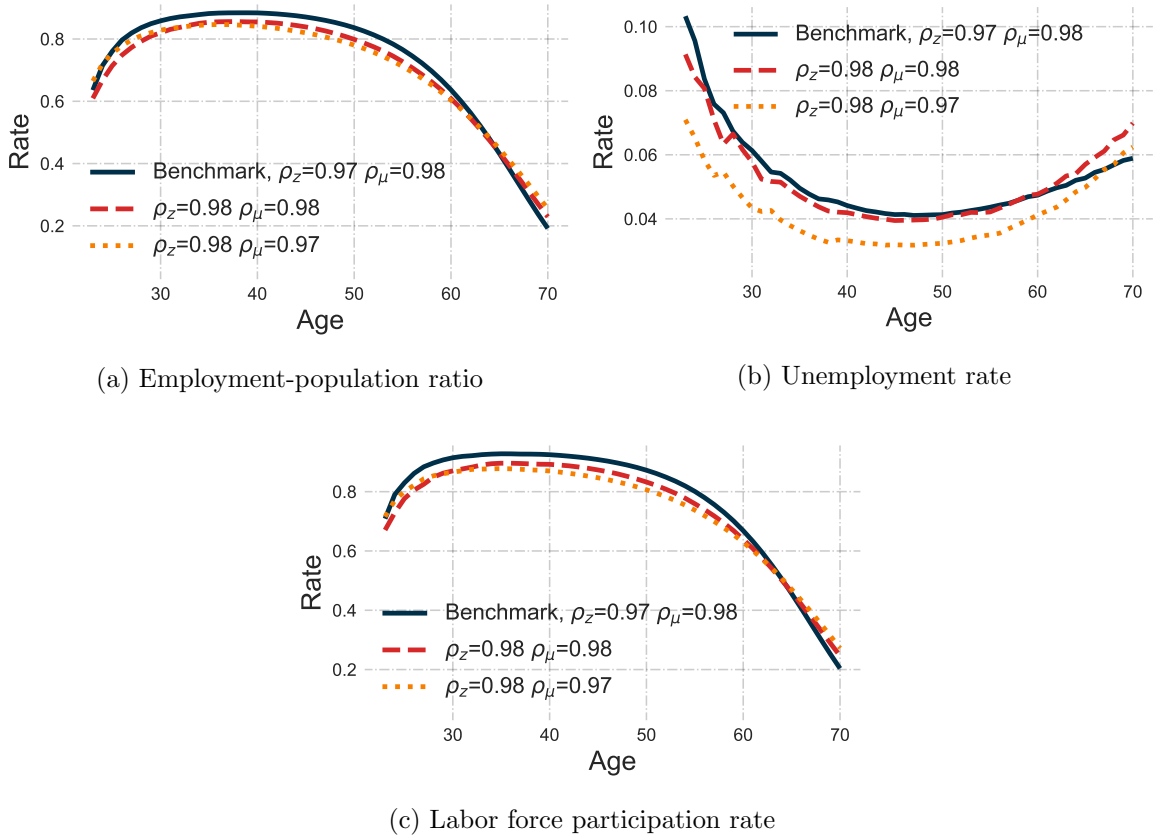 0.8
0.6
0.4
0.2
Rate
Benchmark, ρz=0.97 ρμ=0.98
ρz=0.98 ρμ=0.98
ρz=0.98 ρμ=0.97
30 40 50 60 70
Age
(a) Employment-population ratio
0.10
0.08
0.06
0.04
Rate
Benchmark, ρz=0.97 ρμ=0.98
ρz=0.98 ρμ=0.98
ρz=0.98 ρμ=0.97
30 40 50 60 70
Age
(b) Unemployment rate
0.8
0.6
0.4
0.2
Rate
Benchmark, ρz=0.97 ρμ=0.98
ρz=0.98 ρμ=0.98
ρz=0.98 ρμ=0.97
30 40 50 60 70
Age
(c) Labor force participation rate